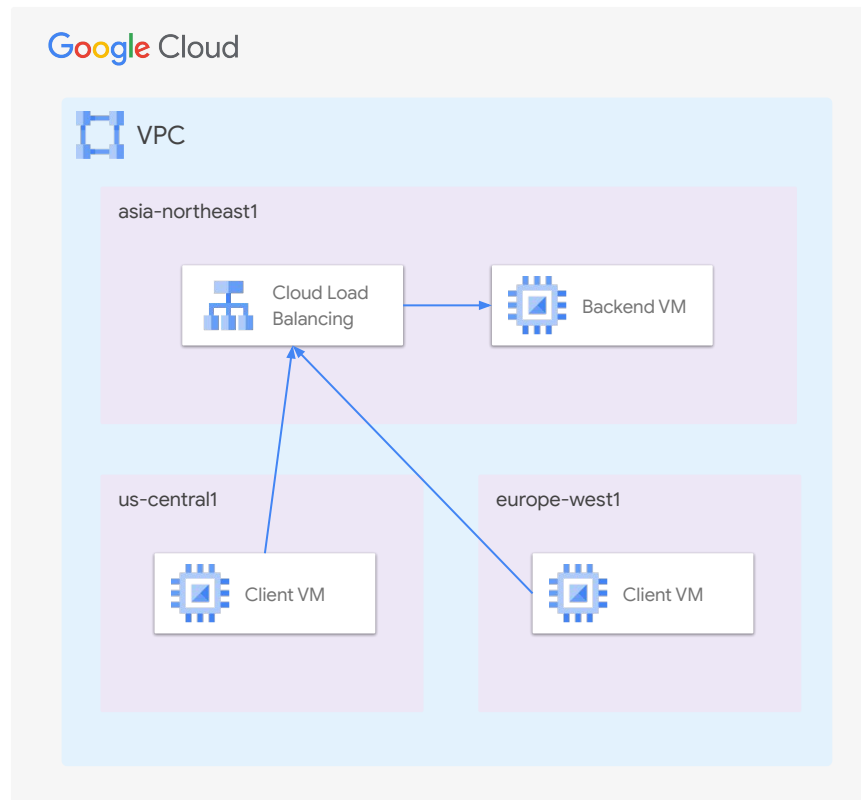 Google Cloud
VPC
asia-northeast1
Cloud Load
Balancing
Backend VM
us-central1
europe-west1
Client VM
Client VM